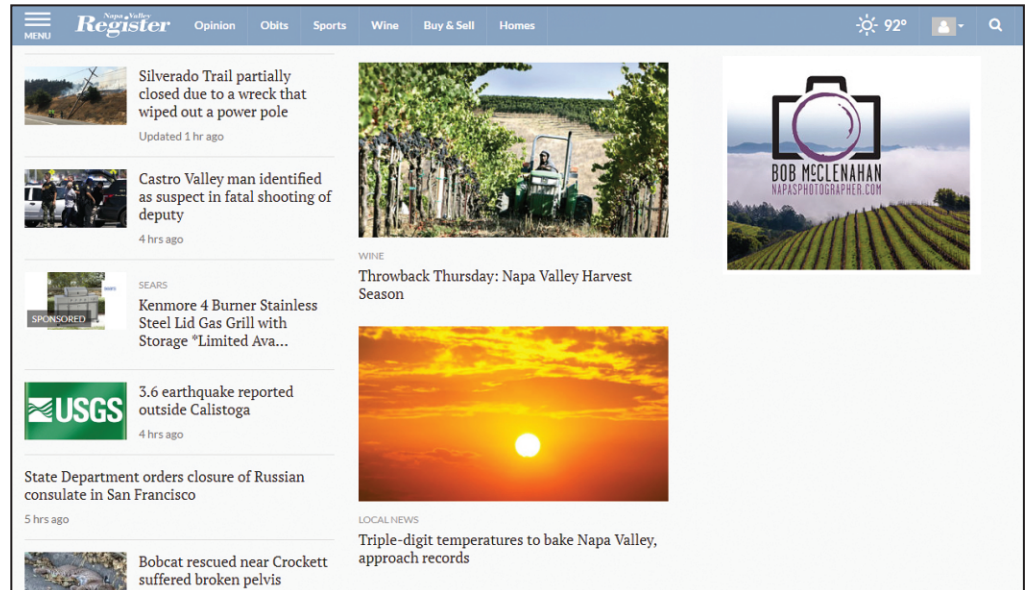 MENU
Napa Valley
Register
Opinion
Obits
Sports
Wine
Buy & Sell
Homes
92°
Silverado Trail partially
closed due to a wreck that
wiped out a power pole
Updated 1 hr ago
Castro Valley man identified
as suspect in fatal shooting of
deputy
4 hrs ago
SPONSORED
SEARS
Kenmore 4 Burner Stainless
Steel Lid Gas Grill with
Storage *Limited Ava...
USGS
3.6 earthquake reported
outside Calistoga
4 hrs ago
State Department orders closure of Russian
consulate in San Francisco
5 hrs ago
Bobcat rescued near Crockett
suffered broken pelvis
WINE
Throwback Thursday: Napa Valley Harvest
Season
LOCAL NEWS
Triple-digit temperatures to bake Napa Valley,
approach records
BOB McCLENAHAN
NAPASPHOTOGRAPHER.COM